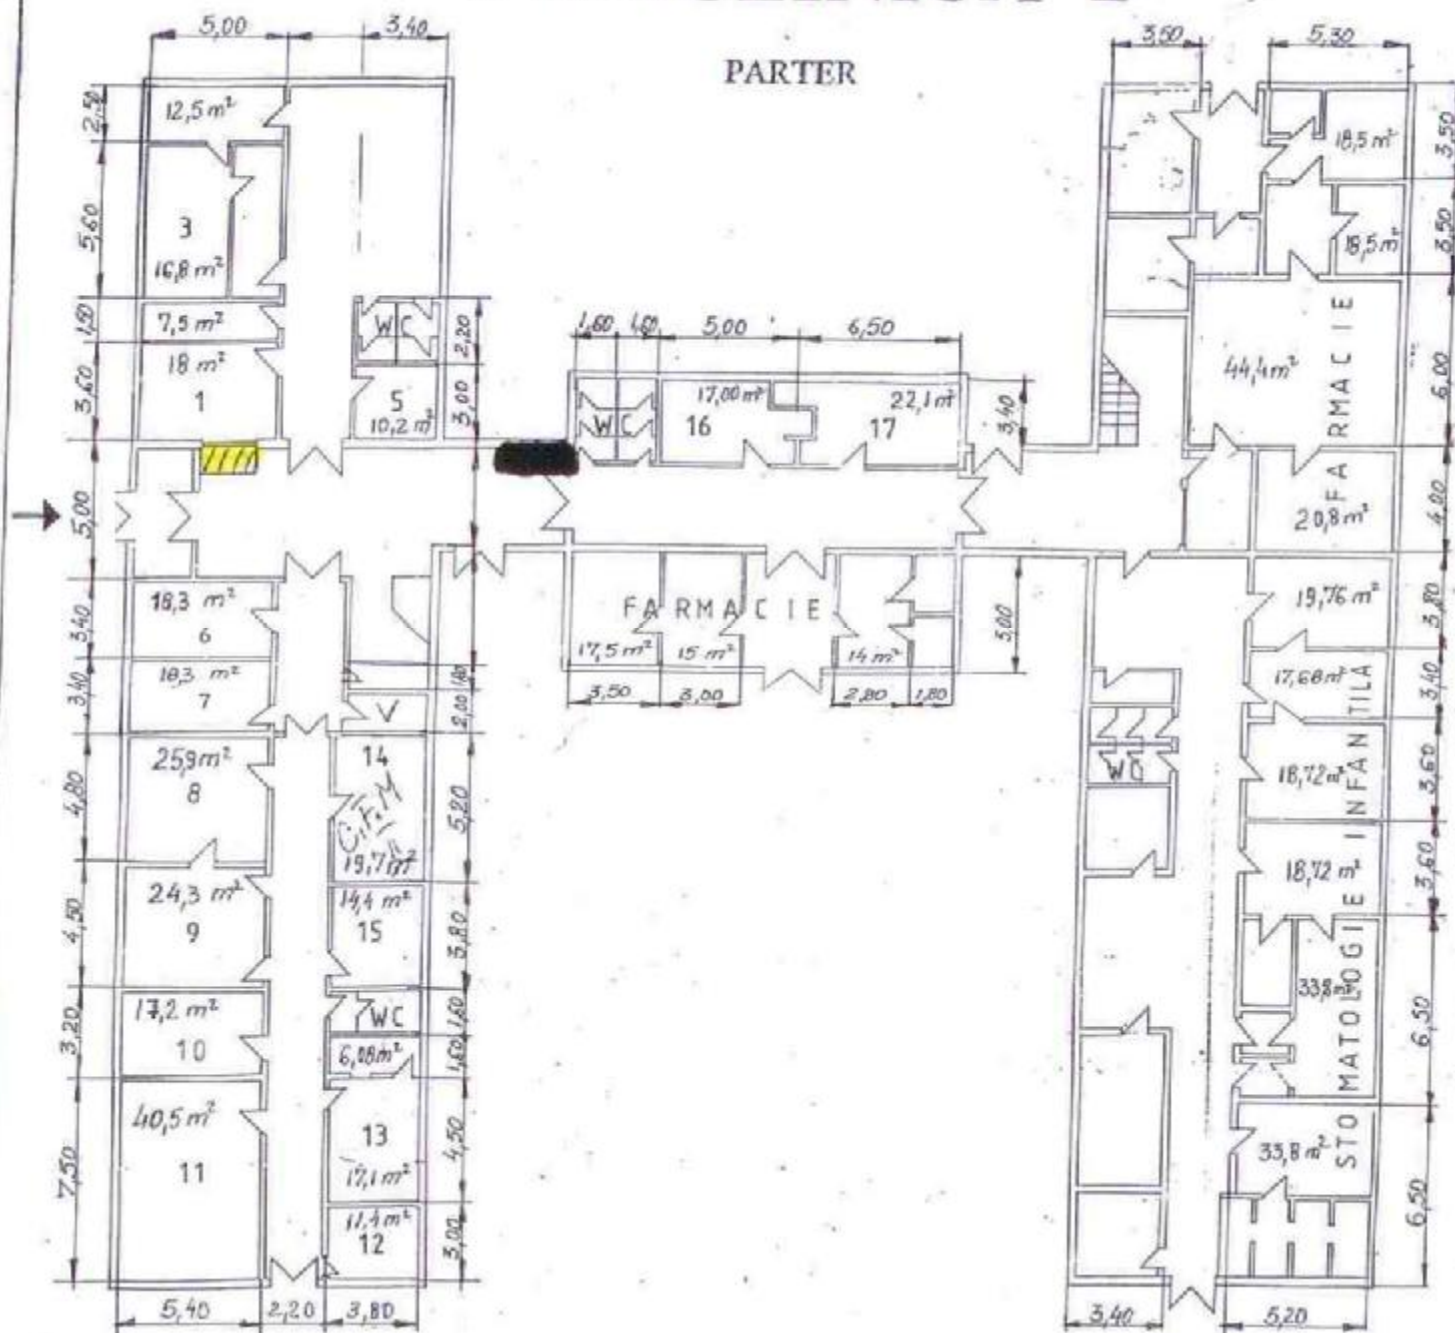 PARTER
5,00
3,40
3,50
5,30
2,50
12,5 m²
18,5 m²
3,50
5,60
3
16,8 m²
18,5 m²
3,50
1,50
7,5 m²
WC
2,20
1,60
1,60
5,00
6,50
3,60
18 m²
1
5
10,2 m²
3,00
WC
17,00 m²
16
22,1 m²
17
3,40
44,4 m²
6,00
FARMACIE
5,00
20,8 m²
4,00
3,40
18,3 m²
6
FARMACIE
17,5 m²
15 m²
14 m²
3,00
19,76 m²
3,80
3,40
18,3 m²
7
2,00
V
3,50
3,00
2,80
1,80
17,68 m²
3,40
4,80
25,9 m²
8
14
C.F.M
19,7 m²
5,20
WC
18,72 m²
3,60
4,50
24,3 m²
9
14,4 m²
15
3,80
18,72 m²
3,60
3,20
17,2 m²
10
WC
1,60
6,08 m²
1,60
33,8 m²
6,50
STOMATOLOGIE INFANTILA
7,50
40,5 m²
11
13
17,1 m²
4,50
33,8 m²
6,50
11,4 m²
12
3,00
5,40
2,20
3,80
3,40
5,20